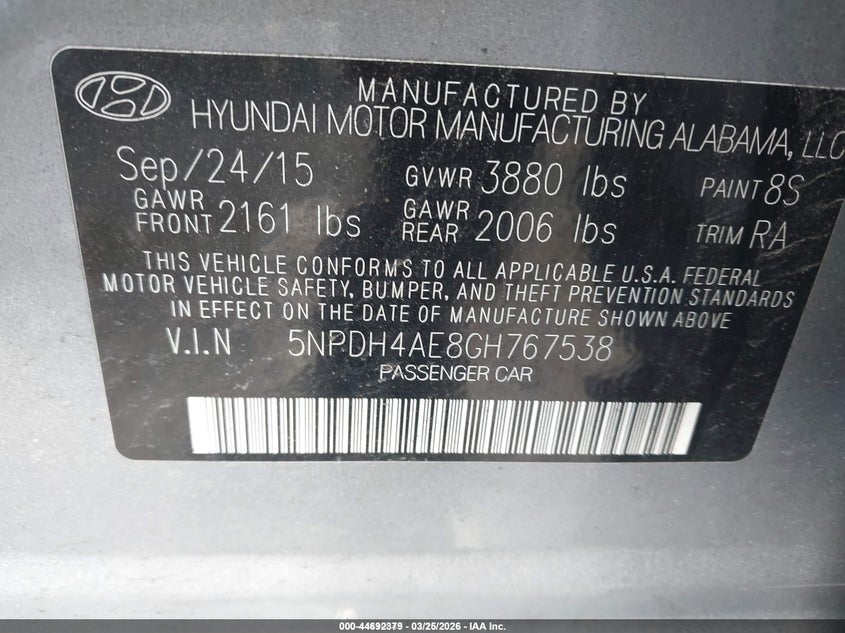 MANUFACTURED BY
HYUNDAI MOTOR MANUFACTURING ALABAMA, LLC
Sep/24/15 GVWR 3880 lbs PAINT 8S
GAWR FRONT 2161 lbs GAWR REAR 2006 lbs TRIM RA
THIS VEHICLE CONFORMS TO ALL APPLICABLE U.S.A. FEDERAL
MOTOR VEHICLE SAFETY, BUMPER, AND THEFT PREVENTION STANDARDS
IN EFFECT ON THE DATE OF MANUFACTURE SHOWN ABOVE
V.I.N 5NPDH4AE8GH767538
PASSENGER CAR
000-44692379 - 03/25/2026 - IAA Inc.